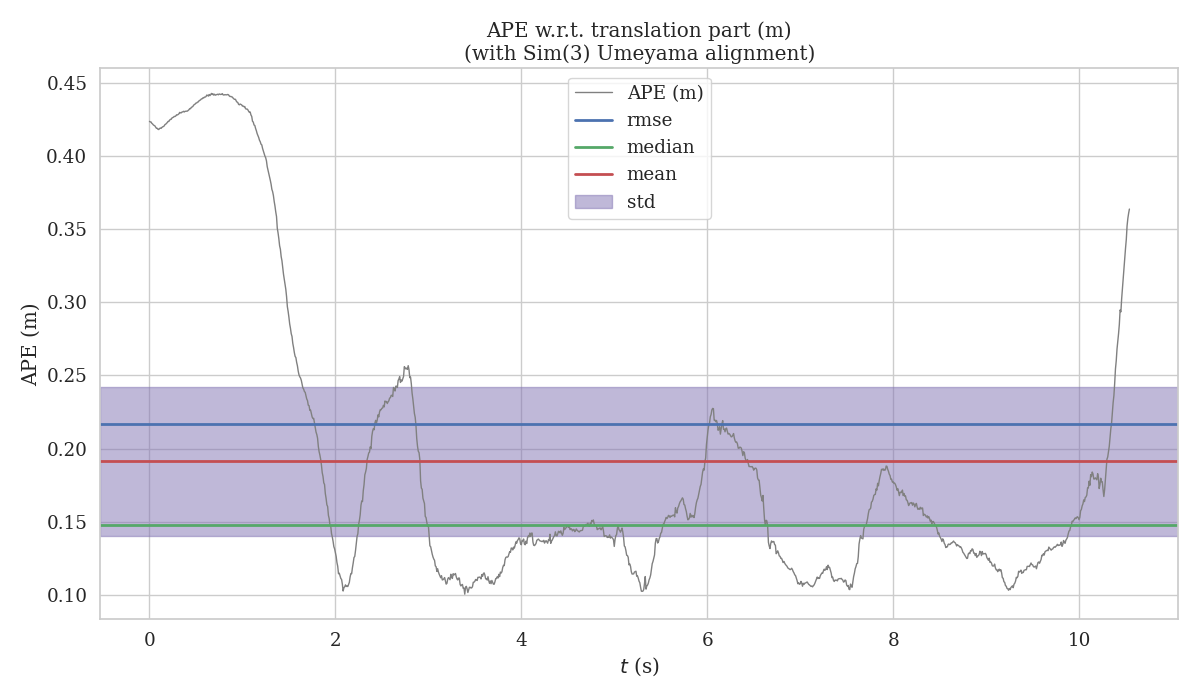 APE w.r.t. translation part (m)
(with Sim(3) Umeyama alignment)
APE (m)
rmse
median
mean
std
APE (m)
0.45
0.40
0.35
0.30
0.25
0.20
0.15
0.10
0 2 4 6 8 10
t (s)